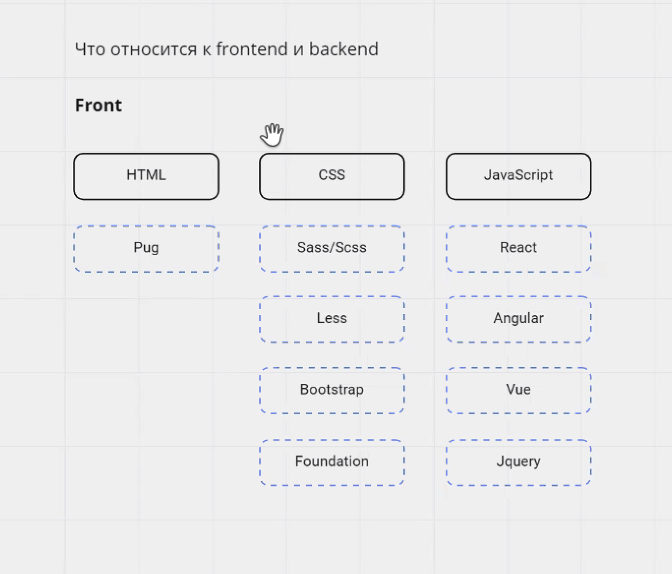 Что относится к frontend и backend
Front
HTML
CSS
JavaScript
Pug
Sass/Scss
React
Less
Angular
Bootstrap
Vue
Foundation
Jquery